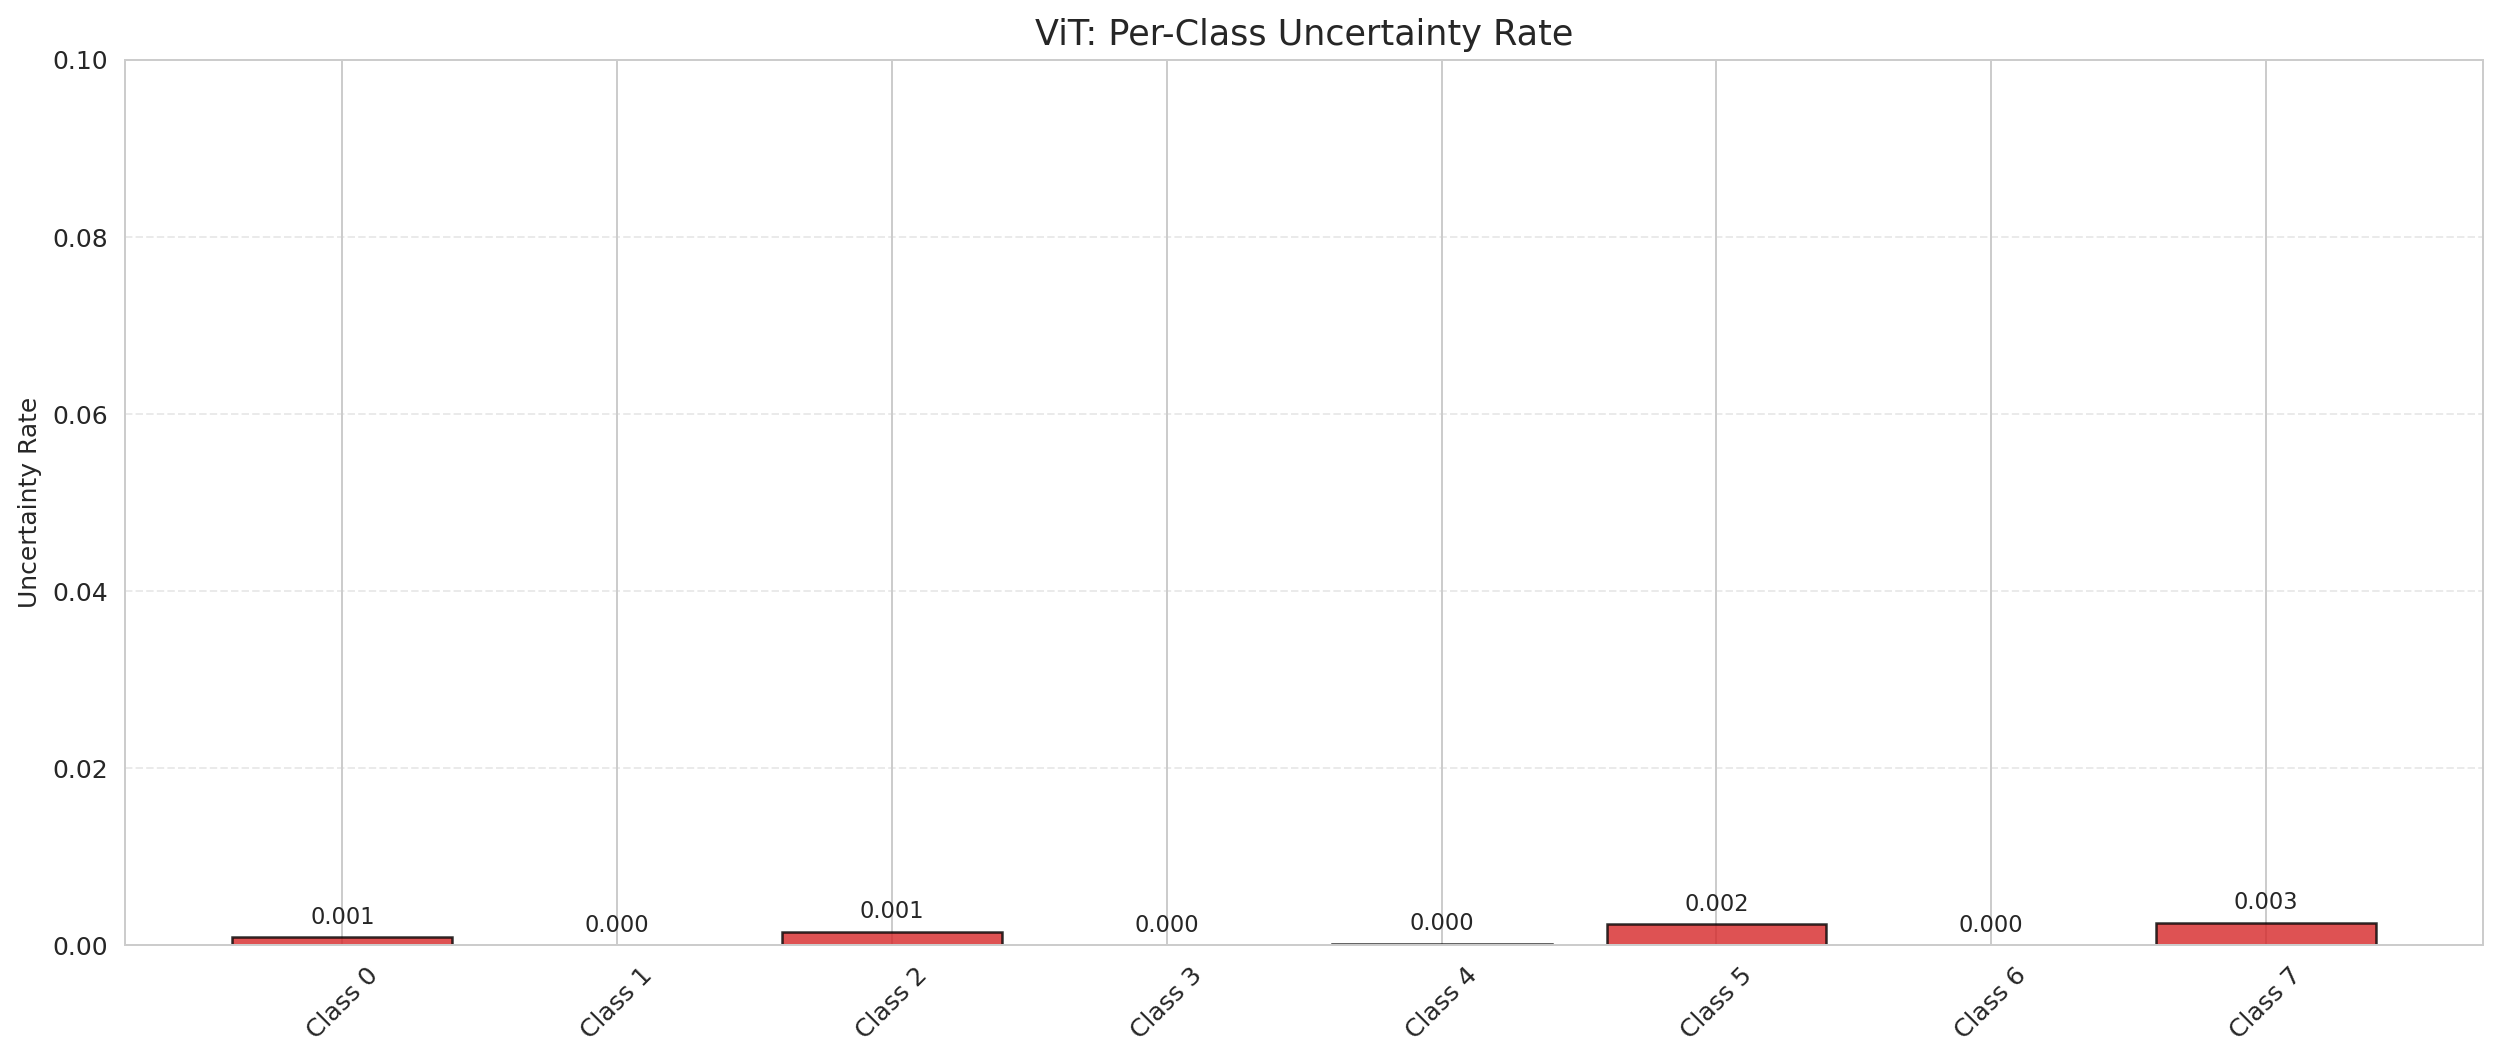 ViT: Per-Class Uncertainty Rate
Uncertainty Rate
0.10
0.08
0.06
0.04
0.02
0.00
0.001
0.000
0.001
0.000
0.000
0.002
0.000
0.003
Class 0
Class 1
Class 2
Class 3
Class 4
Class 5
Class 6
Class 7